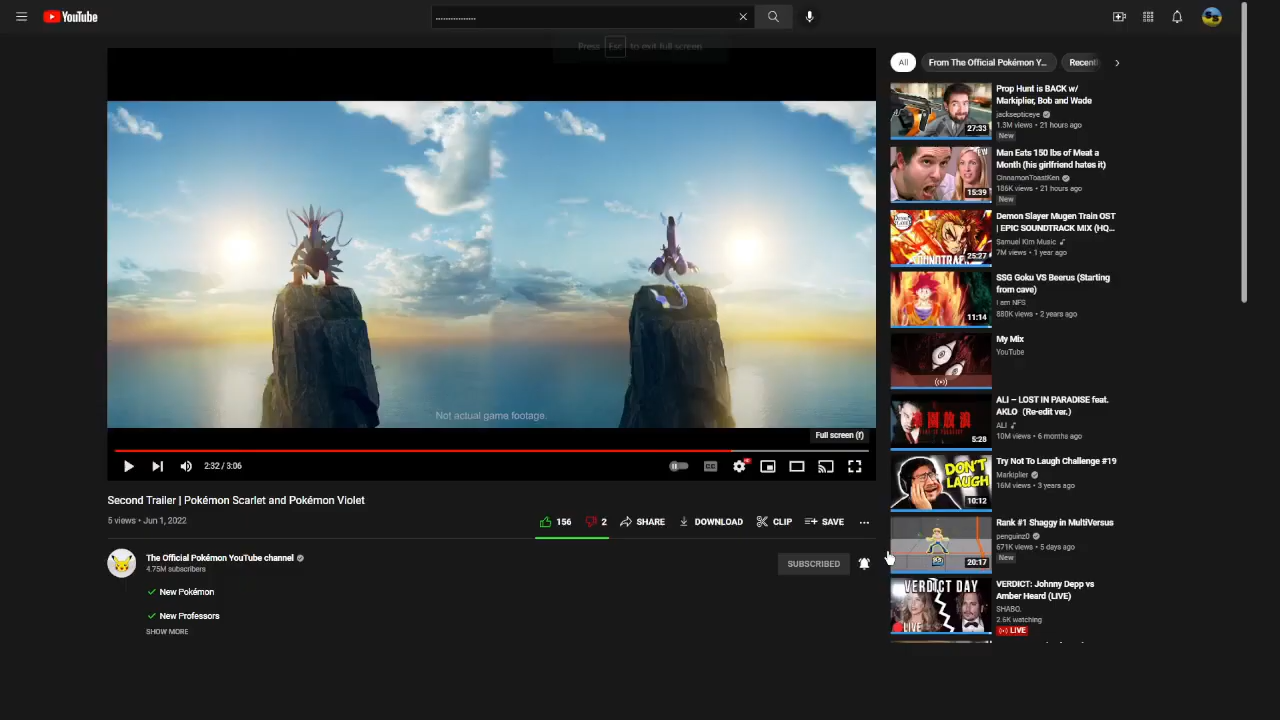 YouTube
................
Press Esc to exit full screen
Not actual game footage.
Full screen (f)
2:32 / 3:06
CC
Second Trailer | Pokémon Scarlet and Pokémon Violet
5 views • Jun 1, 2022
156
2
SHARE
DOWNLOAD
CLIP
SAVE
The Official Pokémon YouTube channel
4.75M subscribers
SUBSCRIBED
New Pokémon
New Professors
SHOW MORE
All
From The Official Pokémon Y...
Recent
27:33
Prop Hunt is BACK w/
Markiplier, Bob and Wade
jacksepticeye
1.3M views • 21 hours ago
New
15:39
Man Eats 150 lbs of Meat a
Month (his girlfriend hates it)
CinnamonToastKen
186K views • 21 hours ago
New
SOUNDTRACK
25:27
Demon Slayer Mugen Train OST
| EPIC SOUNDTRACK MIX (HQ...
Samuel Kim Music
7M views • 1 year ago
11:14
SSG Goku VS Beerus (Starting
from cave)
I am NFS
880K views • 2 years ago
My Mix
YouTube
5:28
ALI – LOST IN PARADISE feat.
AKLO (Re-edit ver.)
ALI
10M views • 6 months ago
DON'T
LAUGH
10:12
Try Not To Laugh Challenge #19
Markiplier
16M views • 3 years ago
20:17
Rank #1 Shaggy in MultiVersus
penguinz0
671K views • 5 days ago
New
VERDICT DAY
LIVE
VERDICT: Johnny Depp vs
Amber Heard (LIVE)
SHABO.
2.6K watching
LIVE